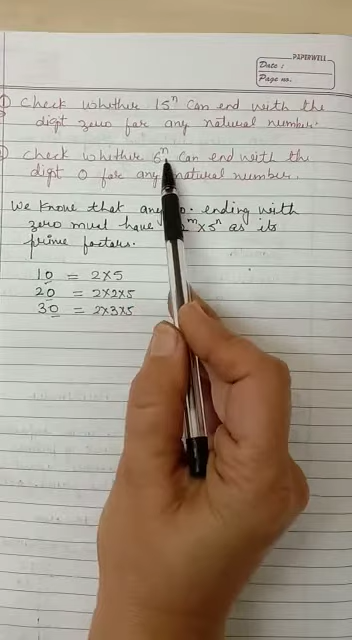 PAPERWELL
Date :
Page no.
① Check whether 15ⁿ can end with the
digit zero for any natural number.
Check whether 6ⁿ can end with the
digit 0 for any natural number.
We know that any no. ending with
zero must have 2ᵐ×5ⁿ as its
prime factors.
10 = 2×5
20 = 2×2×5
30 = 2×3×5